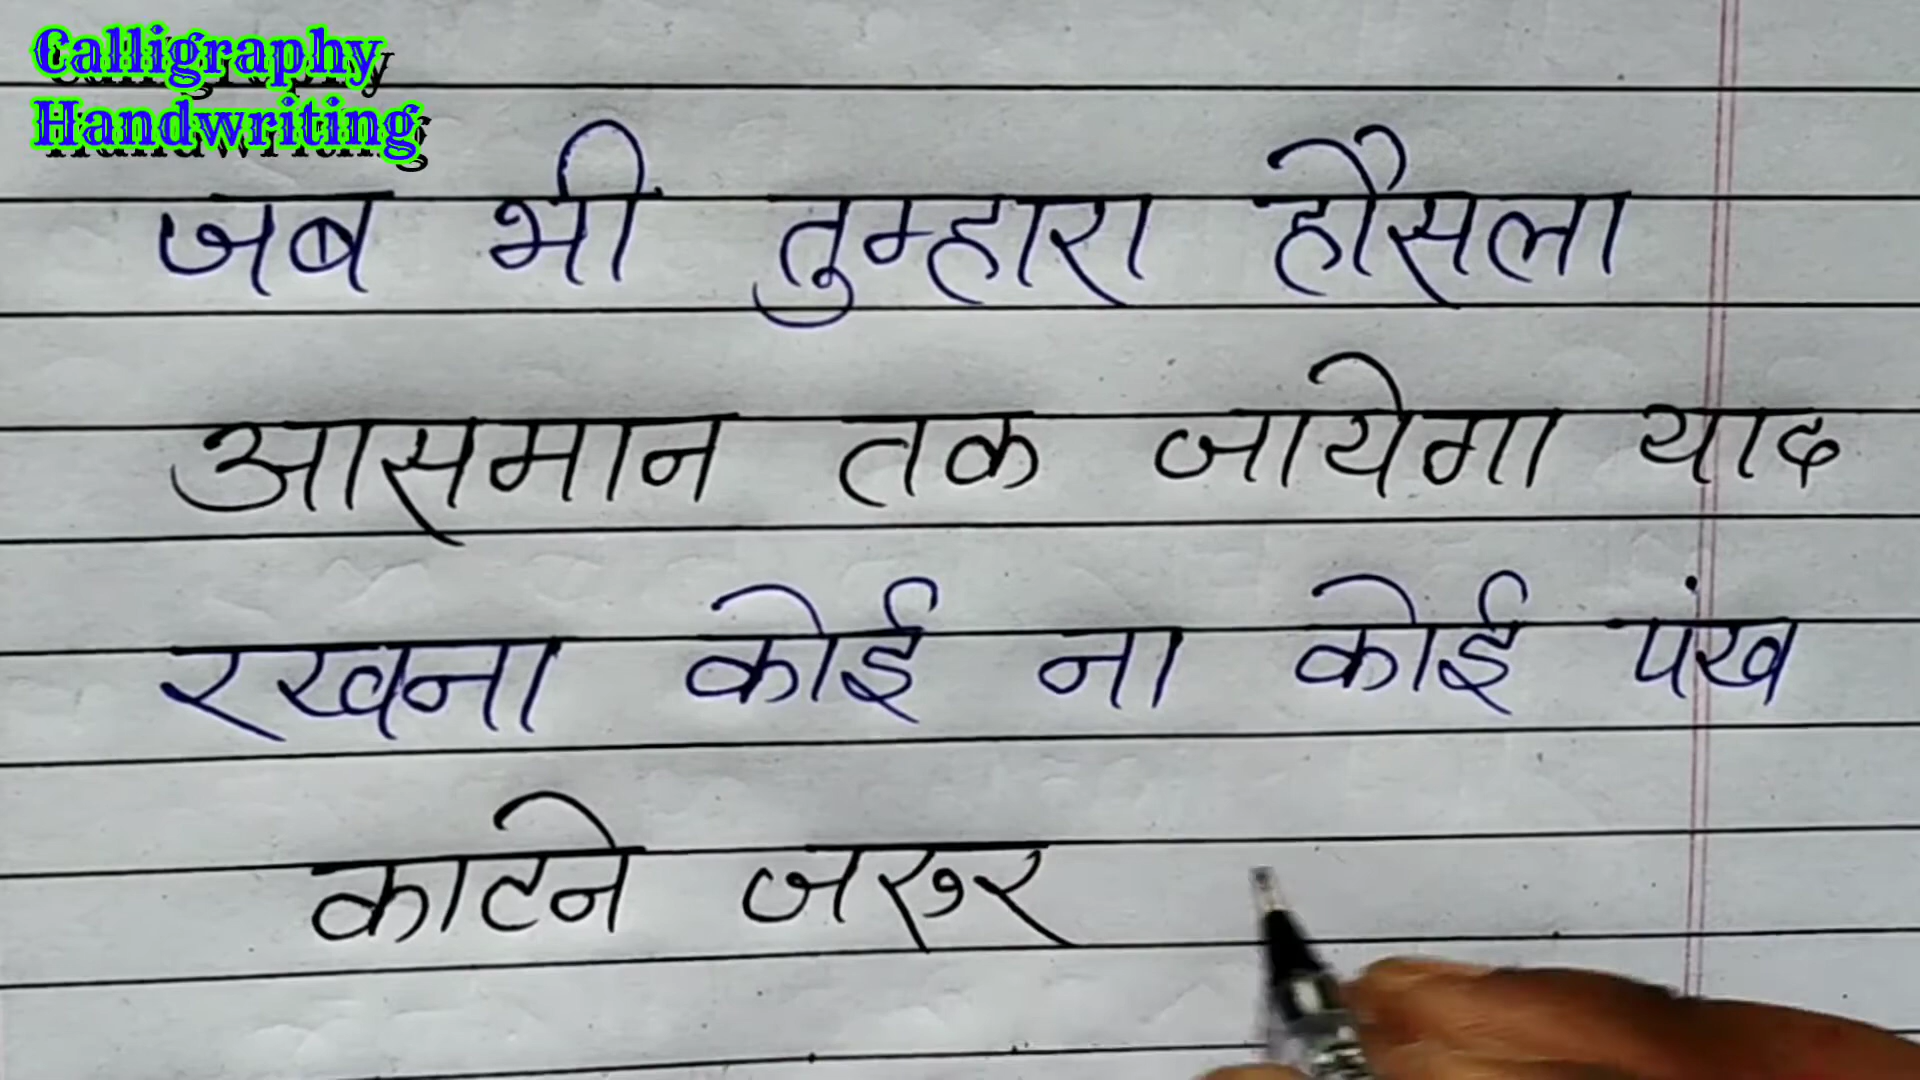 Calligraphy
Handwriting
जब भी तुम्हारा हौसला
आसमान तक जायेगा याद
रखना कोई ना कोई पंख
काटने जरुर